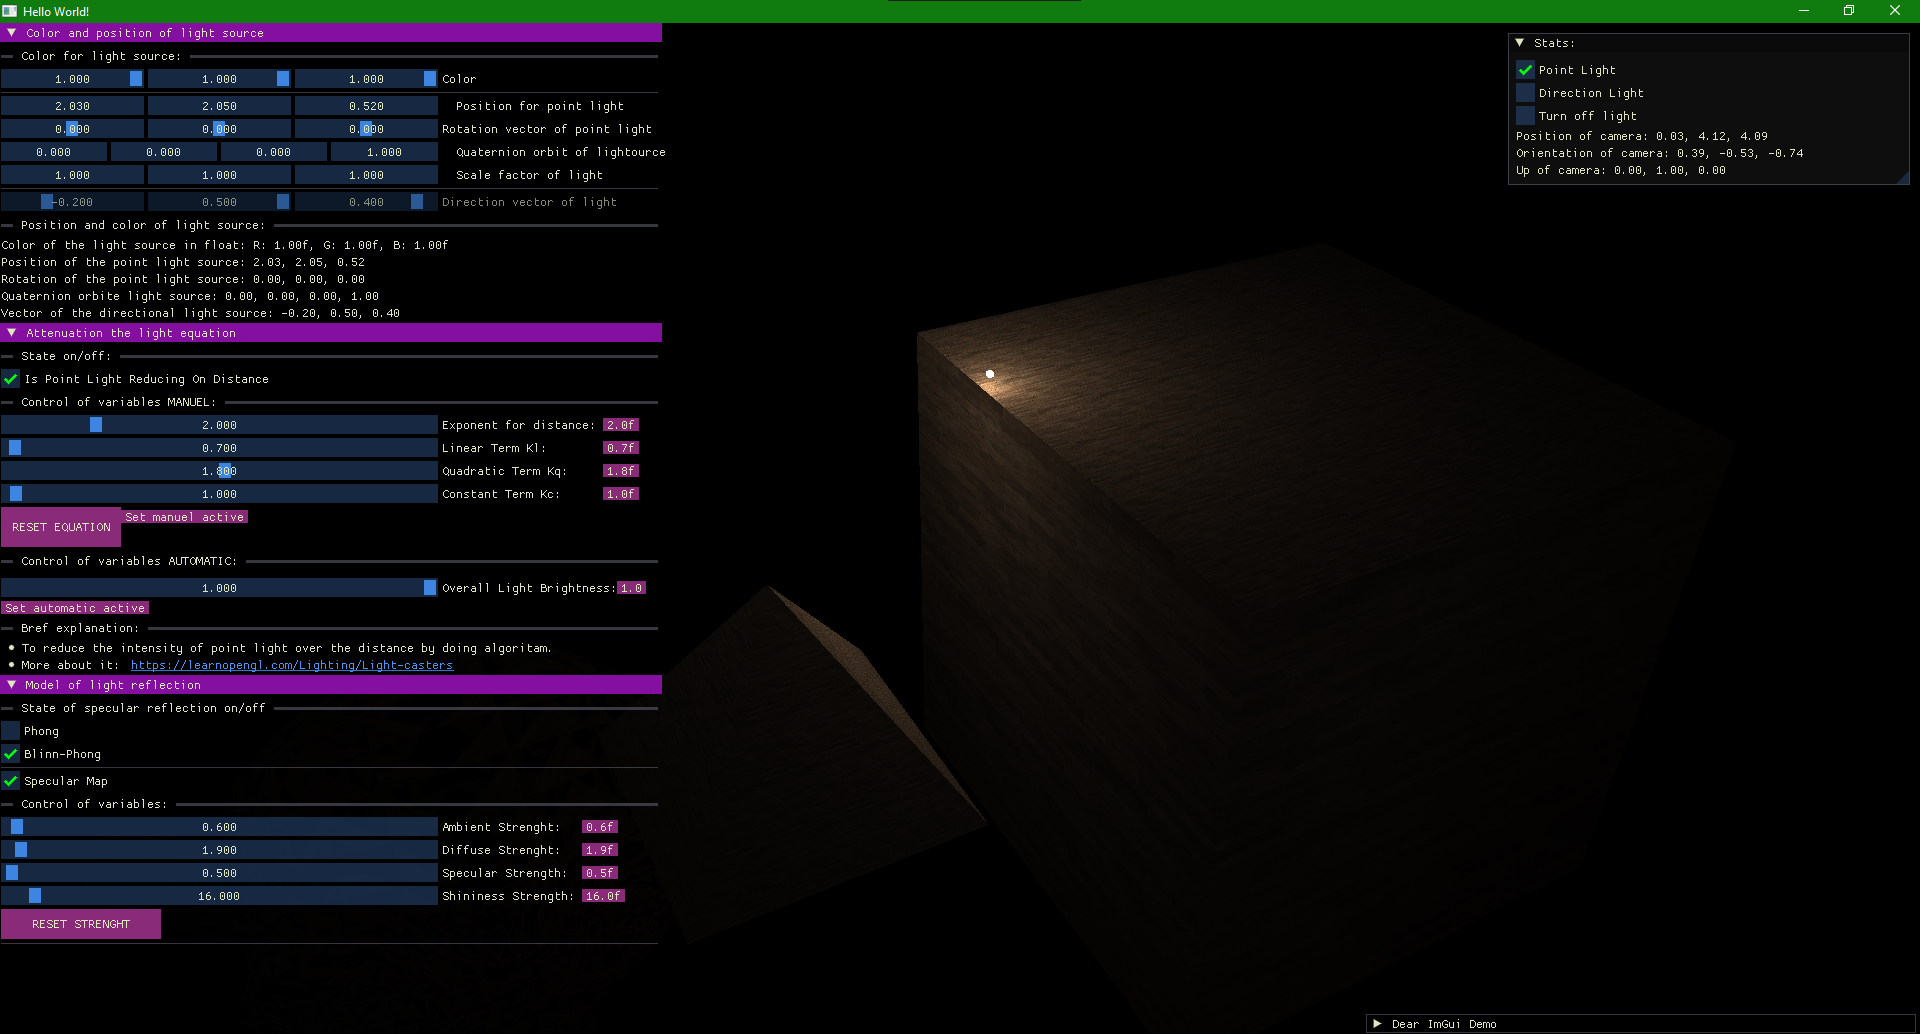 Hello World!
Color and position of light source
Color for light source:
1.000 1.000 1.000 Color
2.030 2.050 0.520 Position for point light
0.000 0.000 0.000 Rotation vector of point light
0.000 0.000 0.000 1.000 Quaternion orbit of lightource
1.000 1.000 1.000 Scale factor of light
-0.200 0.500 0.400 Direction vector of light
Position and color of light source:
Color of the light source in float: R: 1.00f, G: 1.00f, B: 1.00f
Position of the point light source: 2.03, 2.05, 0.52
Rotation of the point light source: 0.00, 0.00, 0.00
Quaternion orbite light source: 0.00, 0.00, 0.00, 1.00
Vector of the directional light source: -0.20, 0.50, 0.40
Attenuation the light equation
State on/off:
Is Point Light Reducing On Distance
Control of variables MANUEL:
2.000 Exponent for distance: 2.0f
0.700 Linear Term Kl: 0.7f
1.800 Quadratic Term Kq: 1.8f
1.000 Constant Term Kc: 1.0f
RESET EQUATION Set manuel active
Control of variables AUTOMATIC:
1.000 Overall Light Brightness: 1.0
Set automatic active
Bref explanation:
To reduce the intensity of point light over the distance by doing algoritam.
More about it: https://learnopengl.com/Lighting/Light-casters
Model of light reflection
State of specular reflection on/off
Phong
Blinn-Phong
Specular Map
Control of variables:
0.600 Ambient Strenght: 0.6f
1.900 Diffuse Strenght: 1.9f
0.500 Specular Strength: 0.5f
16.000 Shininess Strength: 16.0f
RESET STRENGHT
Stats:
Point Light
Direction Light
Turn off light
Position of camera: 0.03, 4.12, 4.09
Orientation of camera: 0.39, -0.53, -0.74
Up of camera: 0.00, 1.00, 0.00
Dear ImGui Demo